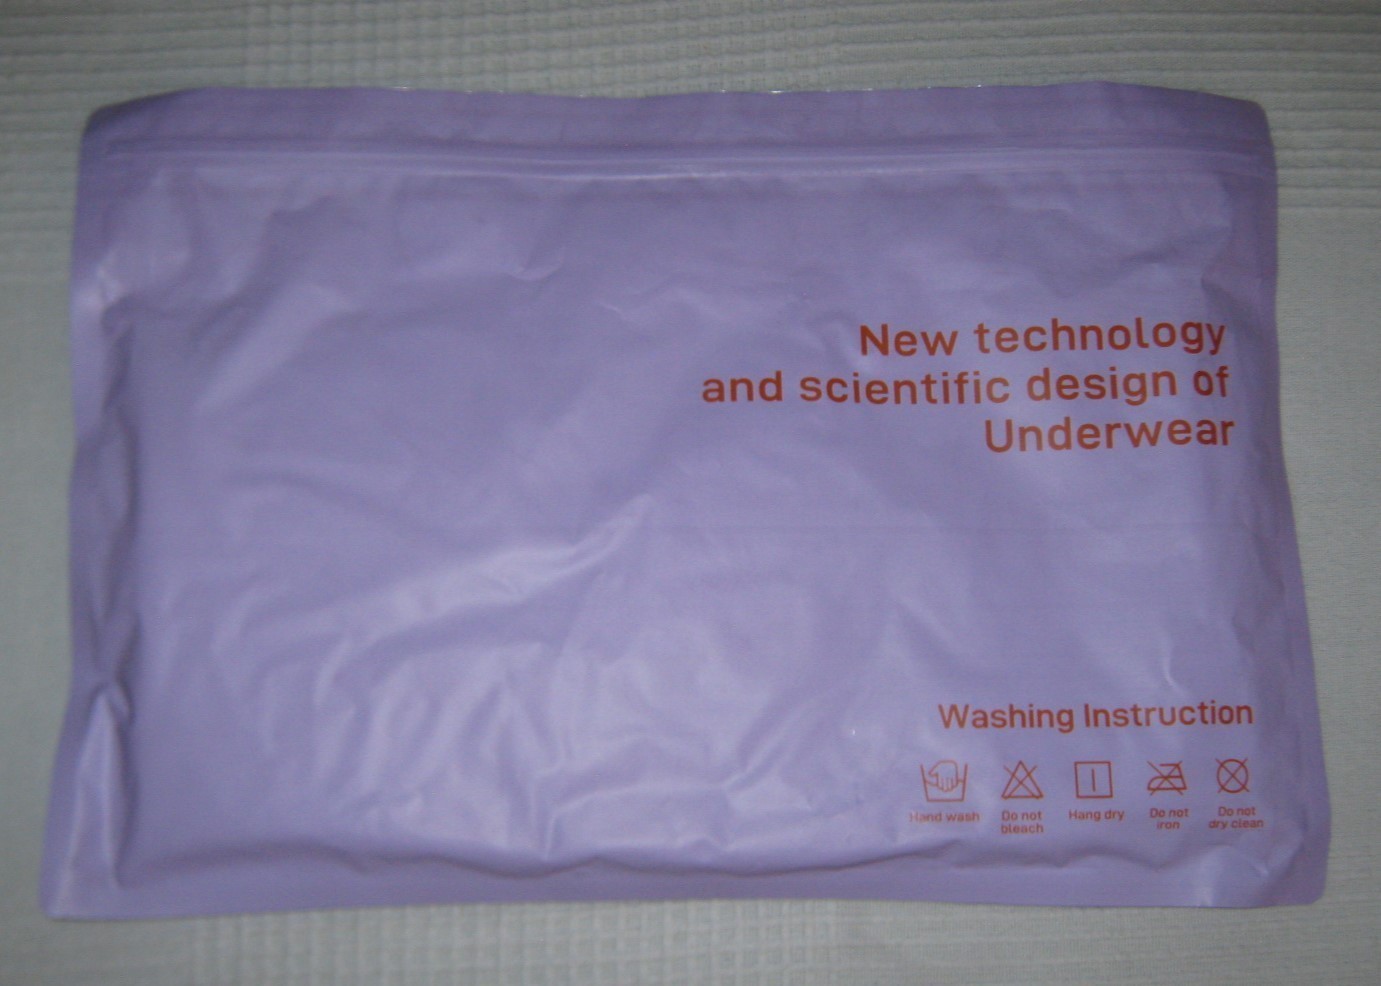 New technology
and scientific design of
Underwear
Washing Instruction
Hand wash
Do not
bleach
Hang dry
Do not
iron
Do not
dry clean